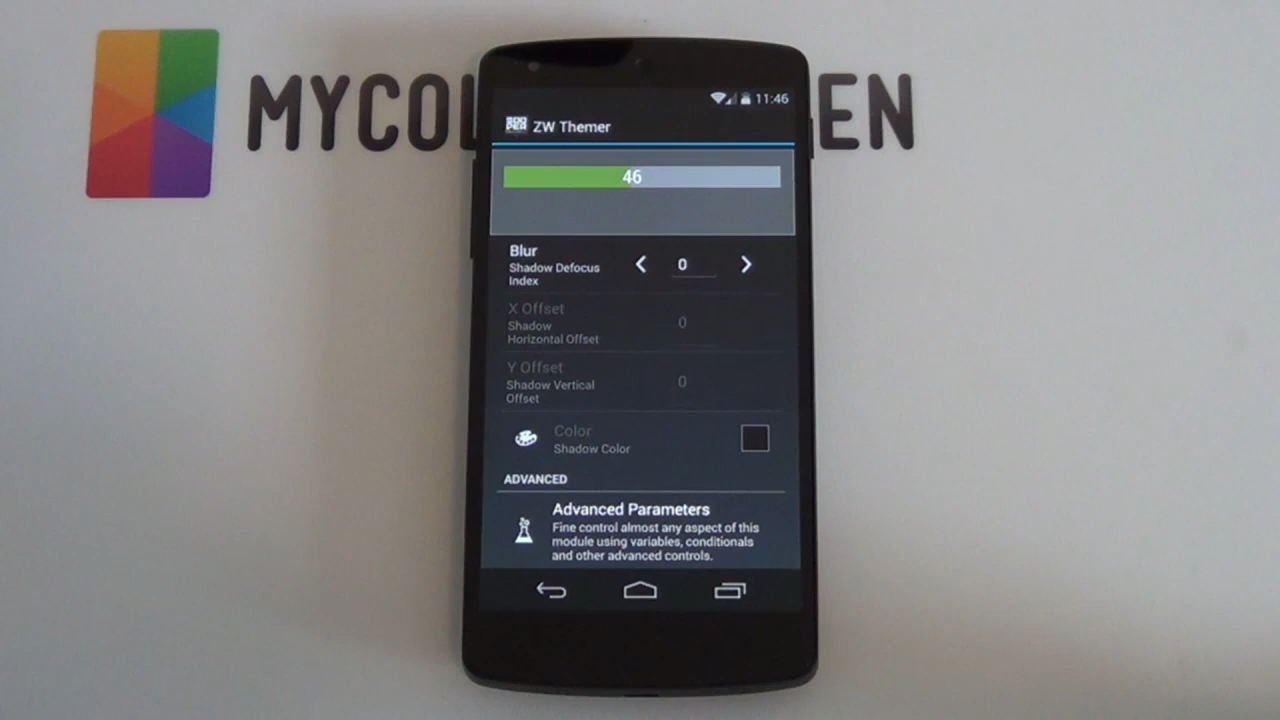 MYCOL EN
11:46
ZW Themer
46
Blur
Shadow Defocus
Index
0
X Offset
Shadow
Horizontal Offset
0
Y Offset
Shadow Vertical
Offset
0
Color
Shadow Color
ADVANCED
Advanced Parameters
Fine control almost any aspect of this
module using variables, conditionals
and other advanced controls.